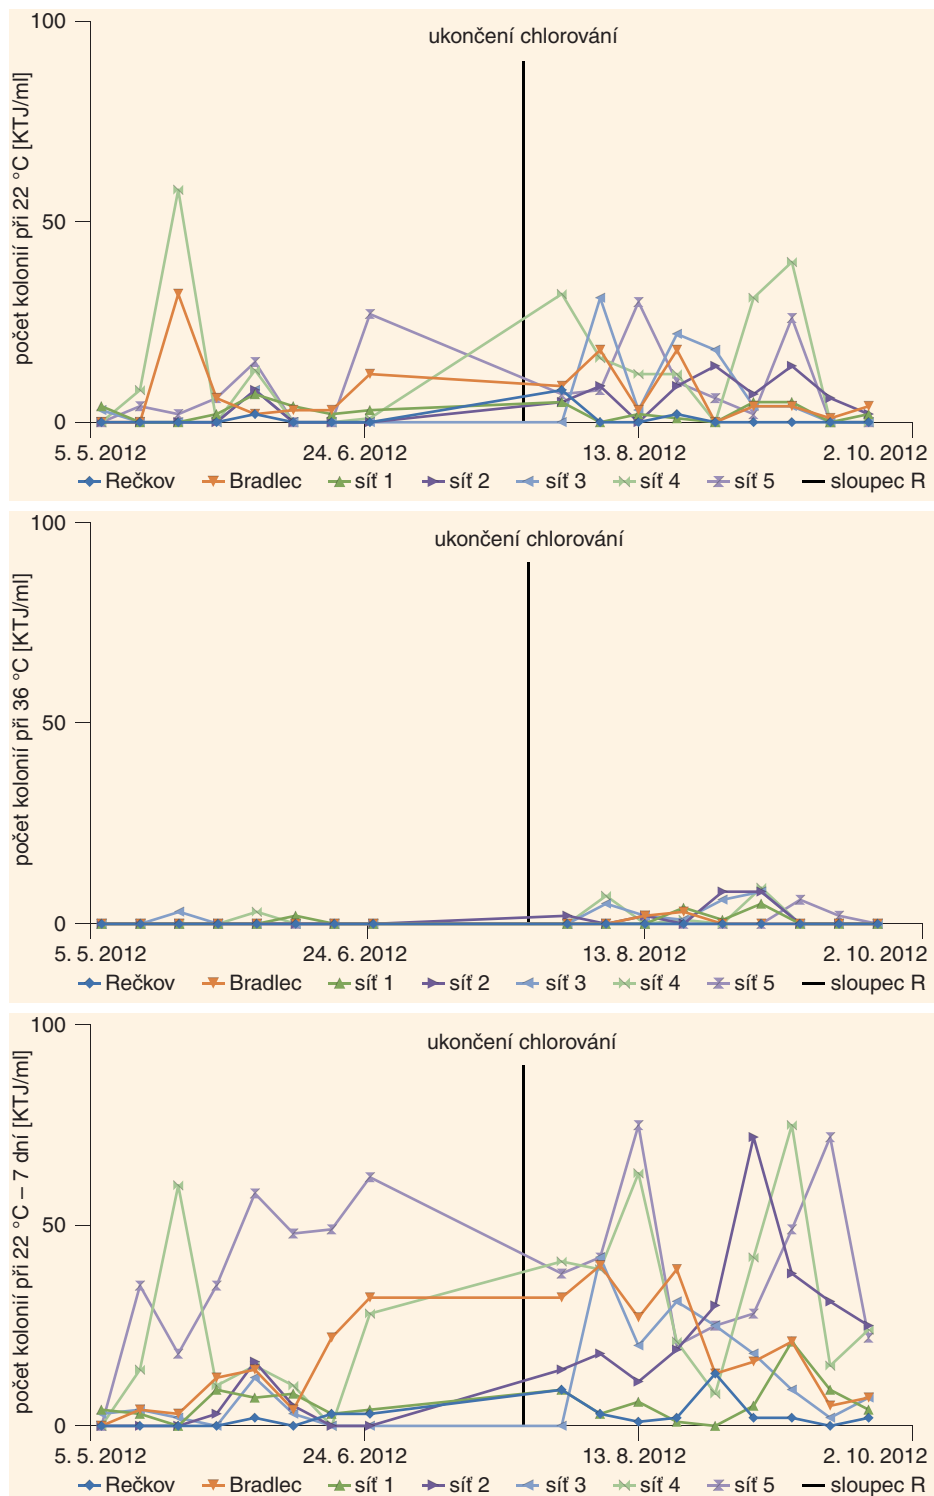 100
ukončení chlorování
počet kolonií při 22 °C [KTJ/ml]
50
0
5. 5. 2012 24. 6. 2012 13. 8. 2012 2. 10. 2012
Rečkov Bradlec síť 1 síť 2 síť 3 síť 4 síť 5 sloupec R
100
ukončení chlorování
počet kolonií při 36 °C [KTJ/ml]
50
0
5. 5. 2012 24. 6. 2012 13. 8. 2012 2. 10. 2012
Rečkov Bradlec síť 1 síť 2 síť 3 síť 4 síť 5 sloupec R
100
ukončení chlorování
počet kolonií při 22 °C – 7 dní [KTJ/ml]
50
0
5. 5. 2012 24. 6. 2012 13. 8. 2012 2. 10. 2012
Rečkov Bradlec síť 1 síť 2 síť 3 síť 4 síť 5 sloupec R